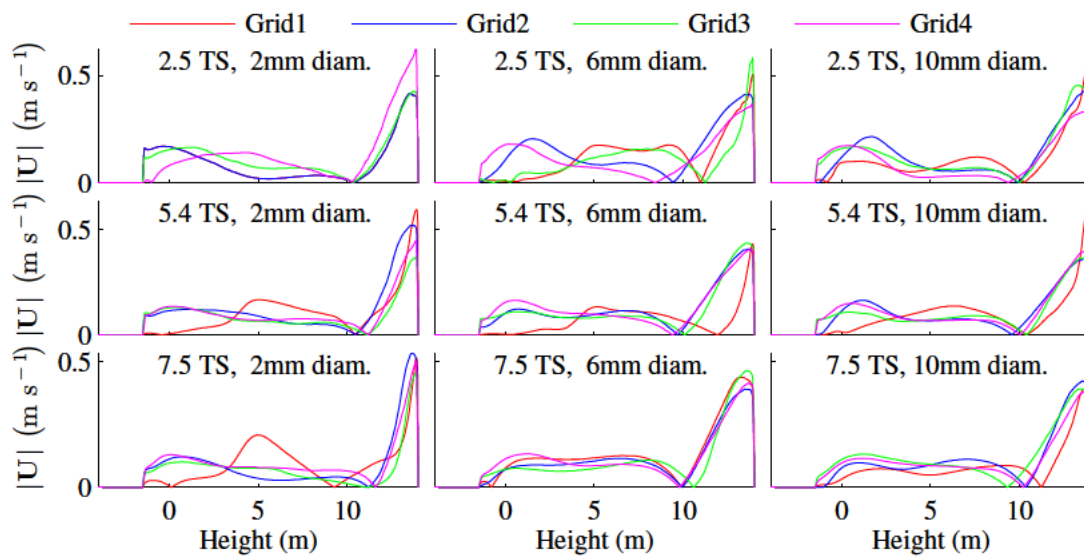 Grid1 Grid2 Grid3 Grid4
|U| (m s⁻¹)
0.5
0
2.5 TS, 2mm diam.
2.5 TS, 6mm diam.
2.5 TS, 10mm diam.
|U| (m s⁻¹)
0.5
0
5.4 TS, 2mm diam.
5.4 TS, 6mm diam.
5.4 TS, 10mm diam.
|U| (m s⁻¹)
0.5
0
7.5 TS, 2mm diam.
7.5 TS, 6mm diam.
7.5 TS, 10mm diam.
0 5 10 0 5 10 0 5 10
Height (m) Height (m) Height (m)